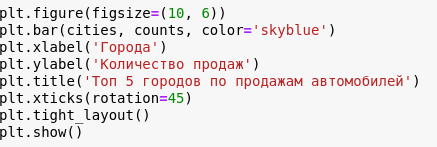 plt.figure(figsize=(10, 6))
plt.bar(cities, counts, color='skyblue')
plt.xlabel('Города')
plt.ylabel('Количество продаж')
plt.title('Топ 5 городов по продажам автомобилей')
plt.xticks(rotation=45)
plt.tight_layout()
plt.show()